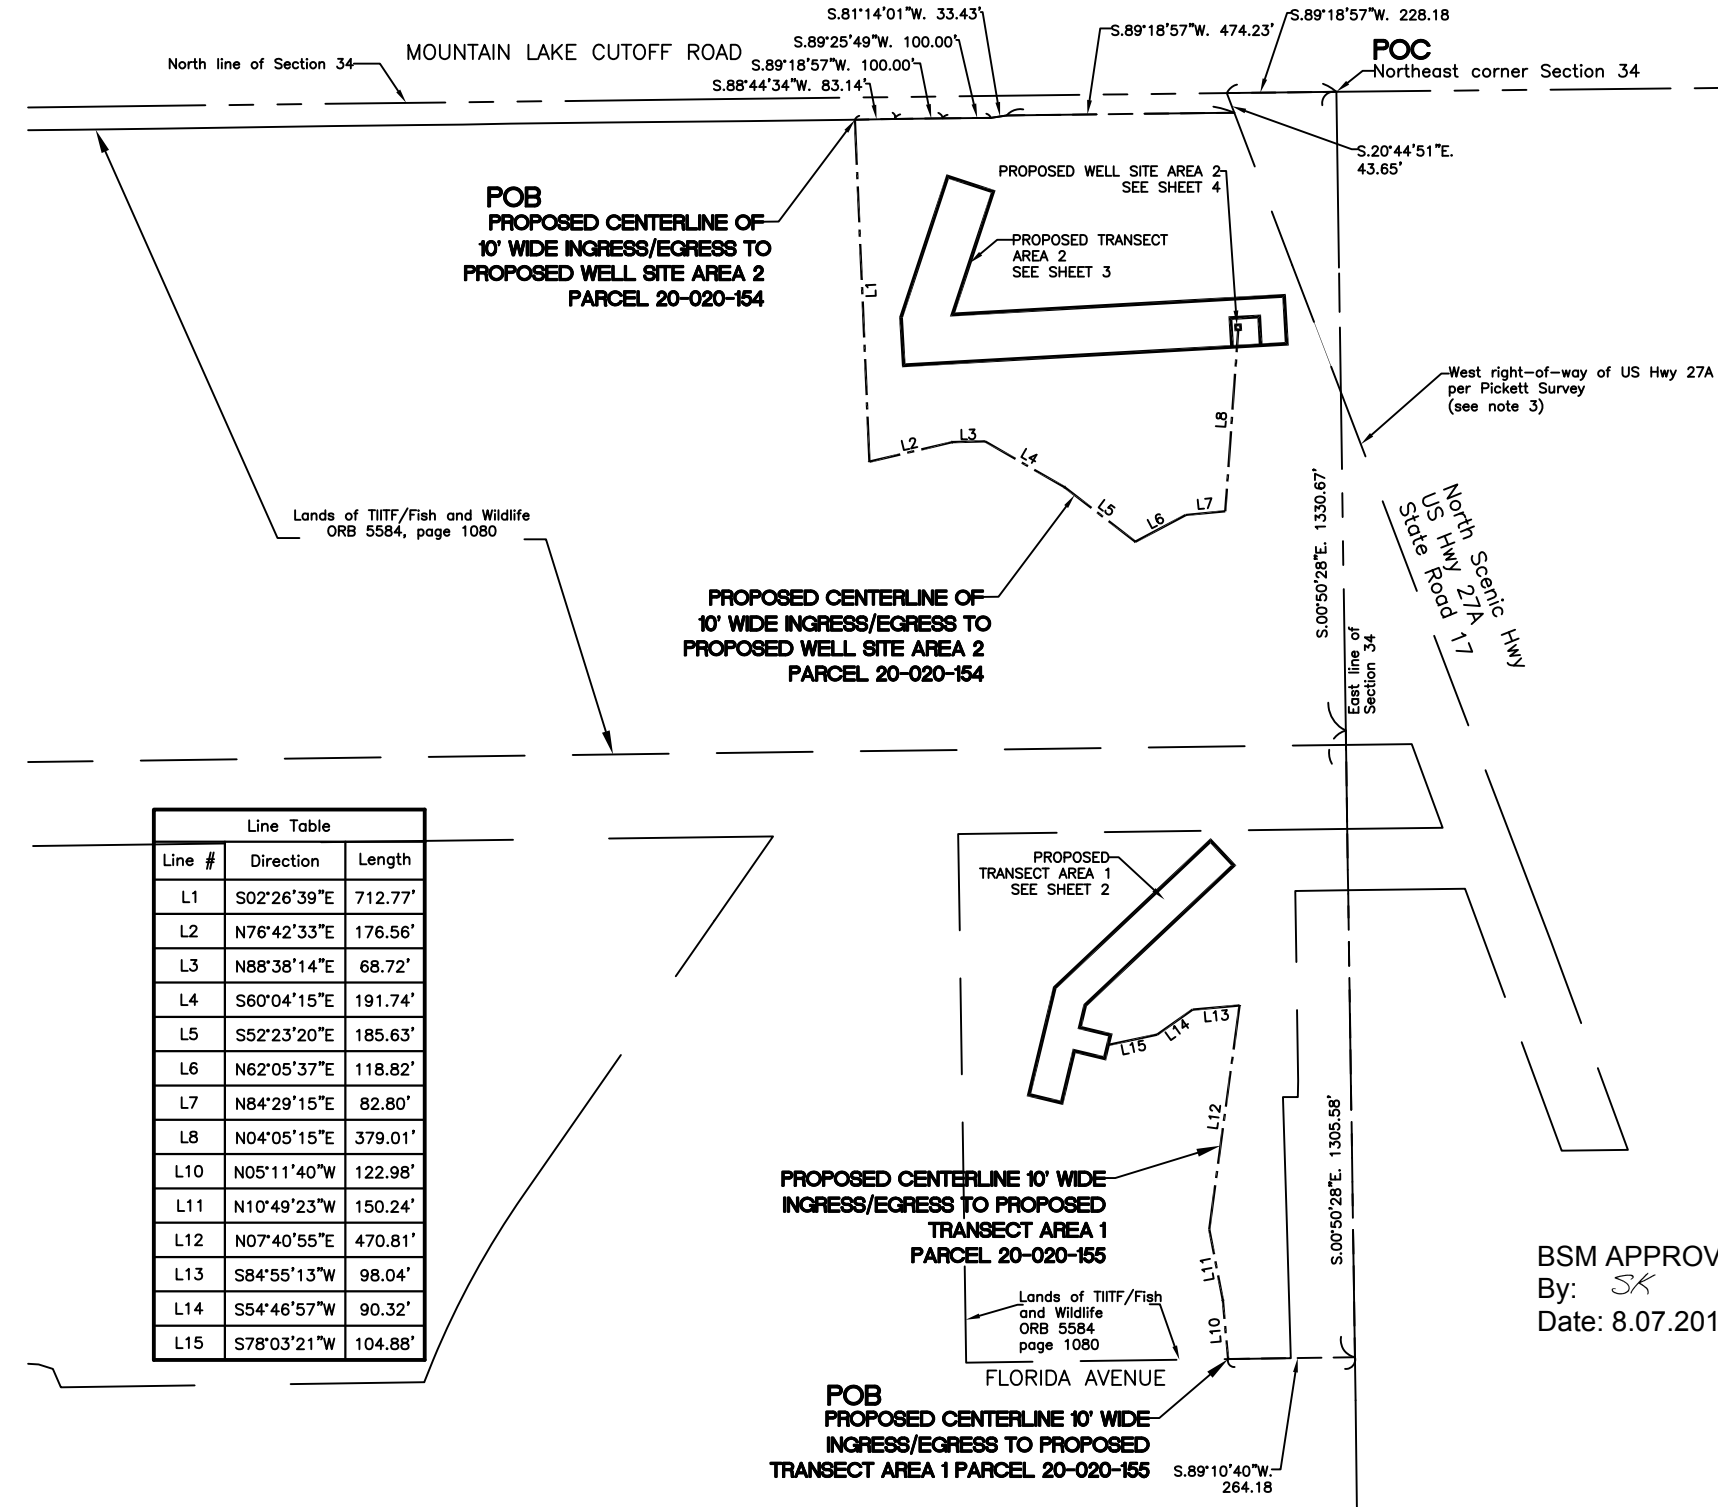 S.81°14'01"W. 33.43'
S.89°18'57"W. 228.18
S.89°18'57"W. 474.23'
MOUNTAIN LAKE CUTOFF ROAD
S.89°25'49"W. 100.00'
POC
North line of Section 34
S.89°18'57"W. 100.00'
Northeast corner Section 34
S.88°44'34"W. 83.14'
S.20°44'51"E.
43.65'
PROPOSED WELL SITE AREA 2
SEE SHEET 4
POB
PROPOSED CENTERLINE OF
10' WIDE INGRESS/EGRESS TO
PROPOSED WELL SITE AREA 2
PARCEL 20-020-154
PROPOSED TRANSECT
AREA 2
SEE SHEET 3
L1
West right-of-way of US Hwy 27A
per Pickett Survey
(see note 3)
L2
L3
L4
L5
L6
L7
L8
S.00°50'28"E. 1330.67'
North Scenic Hwy
US Hwy 27A
State Road 17
Lands of TIITF/Fish and Wildlife
ORB 5584, page 1080
PROPOSED CENTERLINE OF
10' WIDE INGRESS/EGRESS TO
PROPOSED WELL SITE AREA 2
PARCEL 20-020-154
East line of
Section 34
Line Table
Line # Direction Length
L1 S02°26'39"E 712.77'
L2 N76°42'33"E 176.56'
L3 N88°38'14"E 68.72'
L4 S60°04'15"E 191.74'
L5 S52°23'20"E 185.63'
L6 N62°05'37"E 118.82'
L7 N84°29'15"E 82.80'
L8 N04°05'15"E 379.01'
L10 N05°11'40"W 122.98'
L11 N10°49'23"W 150.24'
L12 N07°40'55"E 470.81'
L13 S84°55'13"W 98.04'
L14 S54°46'57"W 90.32'
L15 S78°03'21"W 104.88'
PROPOSED
TRANSECT AREA 1
SEE SHEET 2
L15
L14
L13
L12
L11
L10
S.00°50'28"E. 1305.58'
PROPOSED CENTERLINE 10' WIDE
INGRESS/EGRESS TO PROPOSED
TRANSECT AREA 1
PARCEL 20-020-155
BSM APPROV
By: SK
Date: 8.07.201
Lands of TIITF/Fish
and Wildlife
ORB 5584
page 1080
FLORIDA AVENUE
POB
PROPOSED CENTERLINE 10' WIDE
INGRESS/EGRESS TO PROPOSED
TRANSECT AREA 1 PARCEL 20-020-155
S.89°10'40"W.
264.18